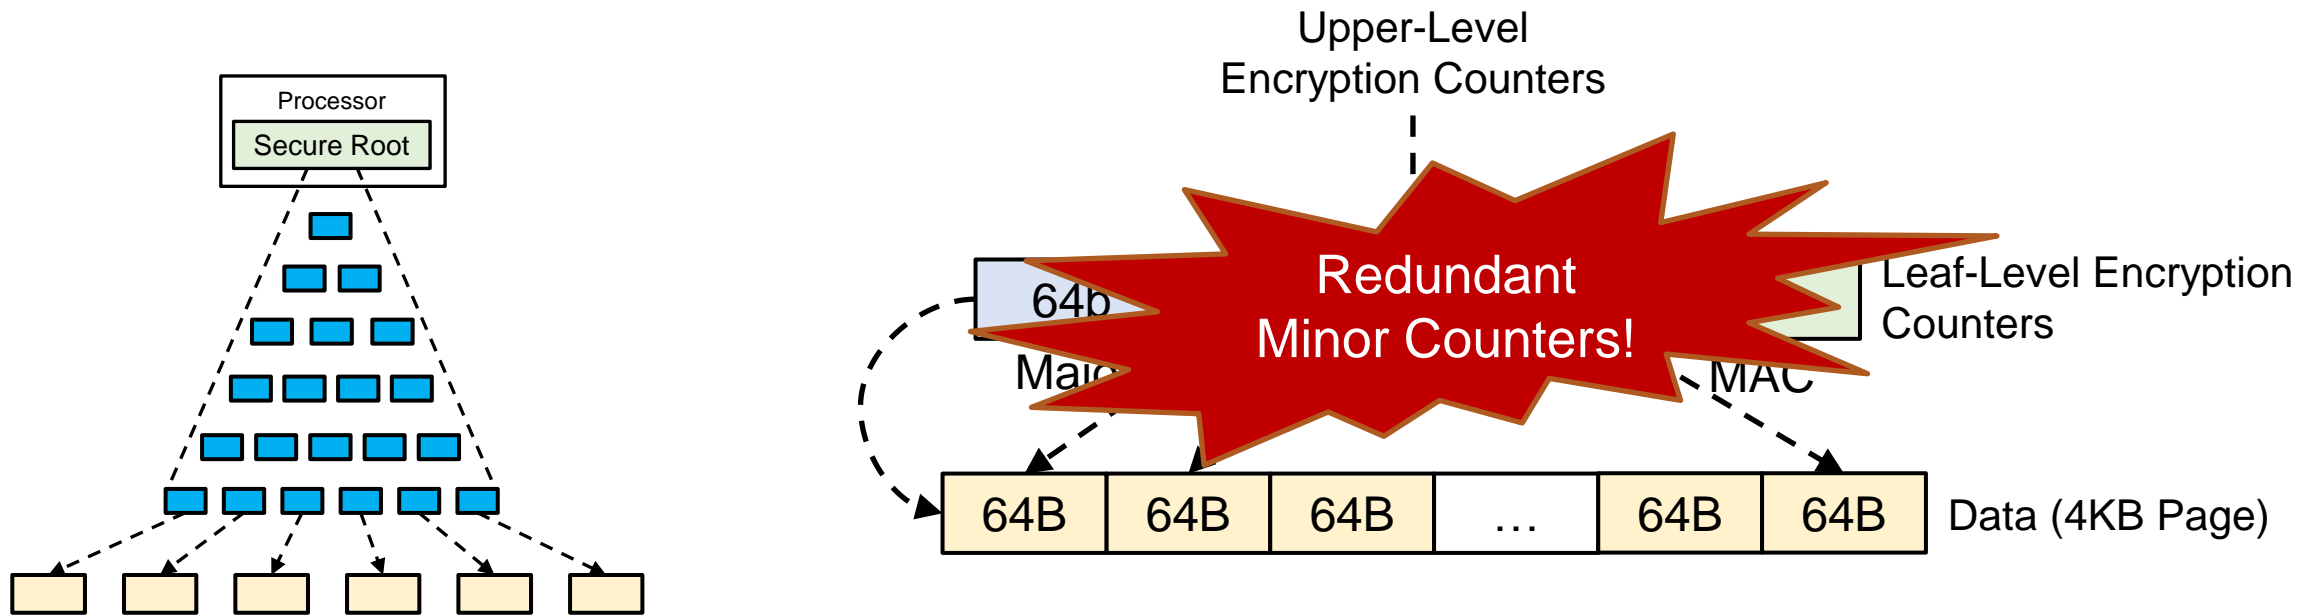 Processor
Secure Root
Upper-Level
Encryption Counters
Redundant
Minor Counters!
64b
MAC
Leaf-Level Encryption
Counters
64B 64B 64B … 64B 64B
Data (4KB Page)